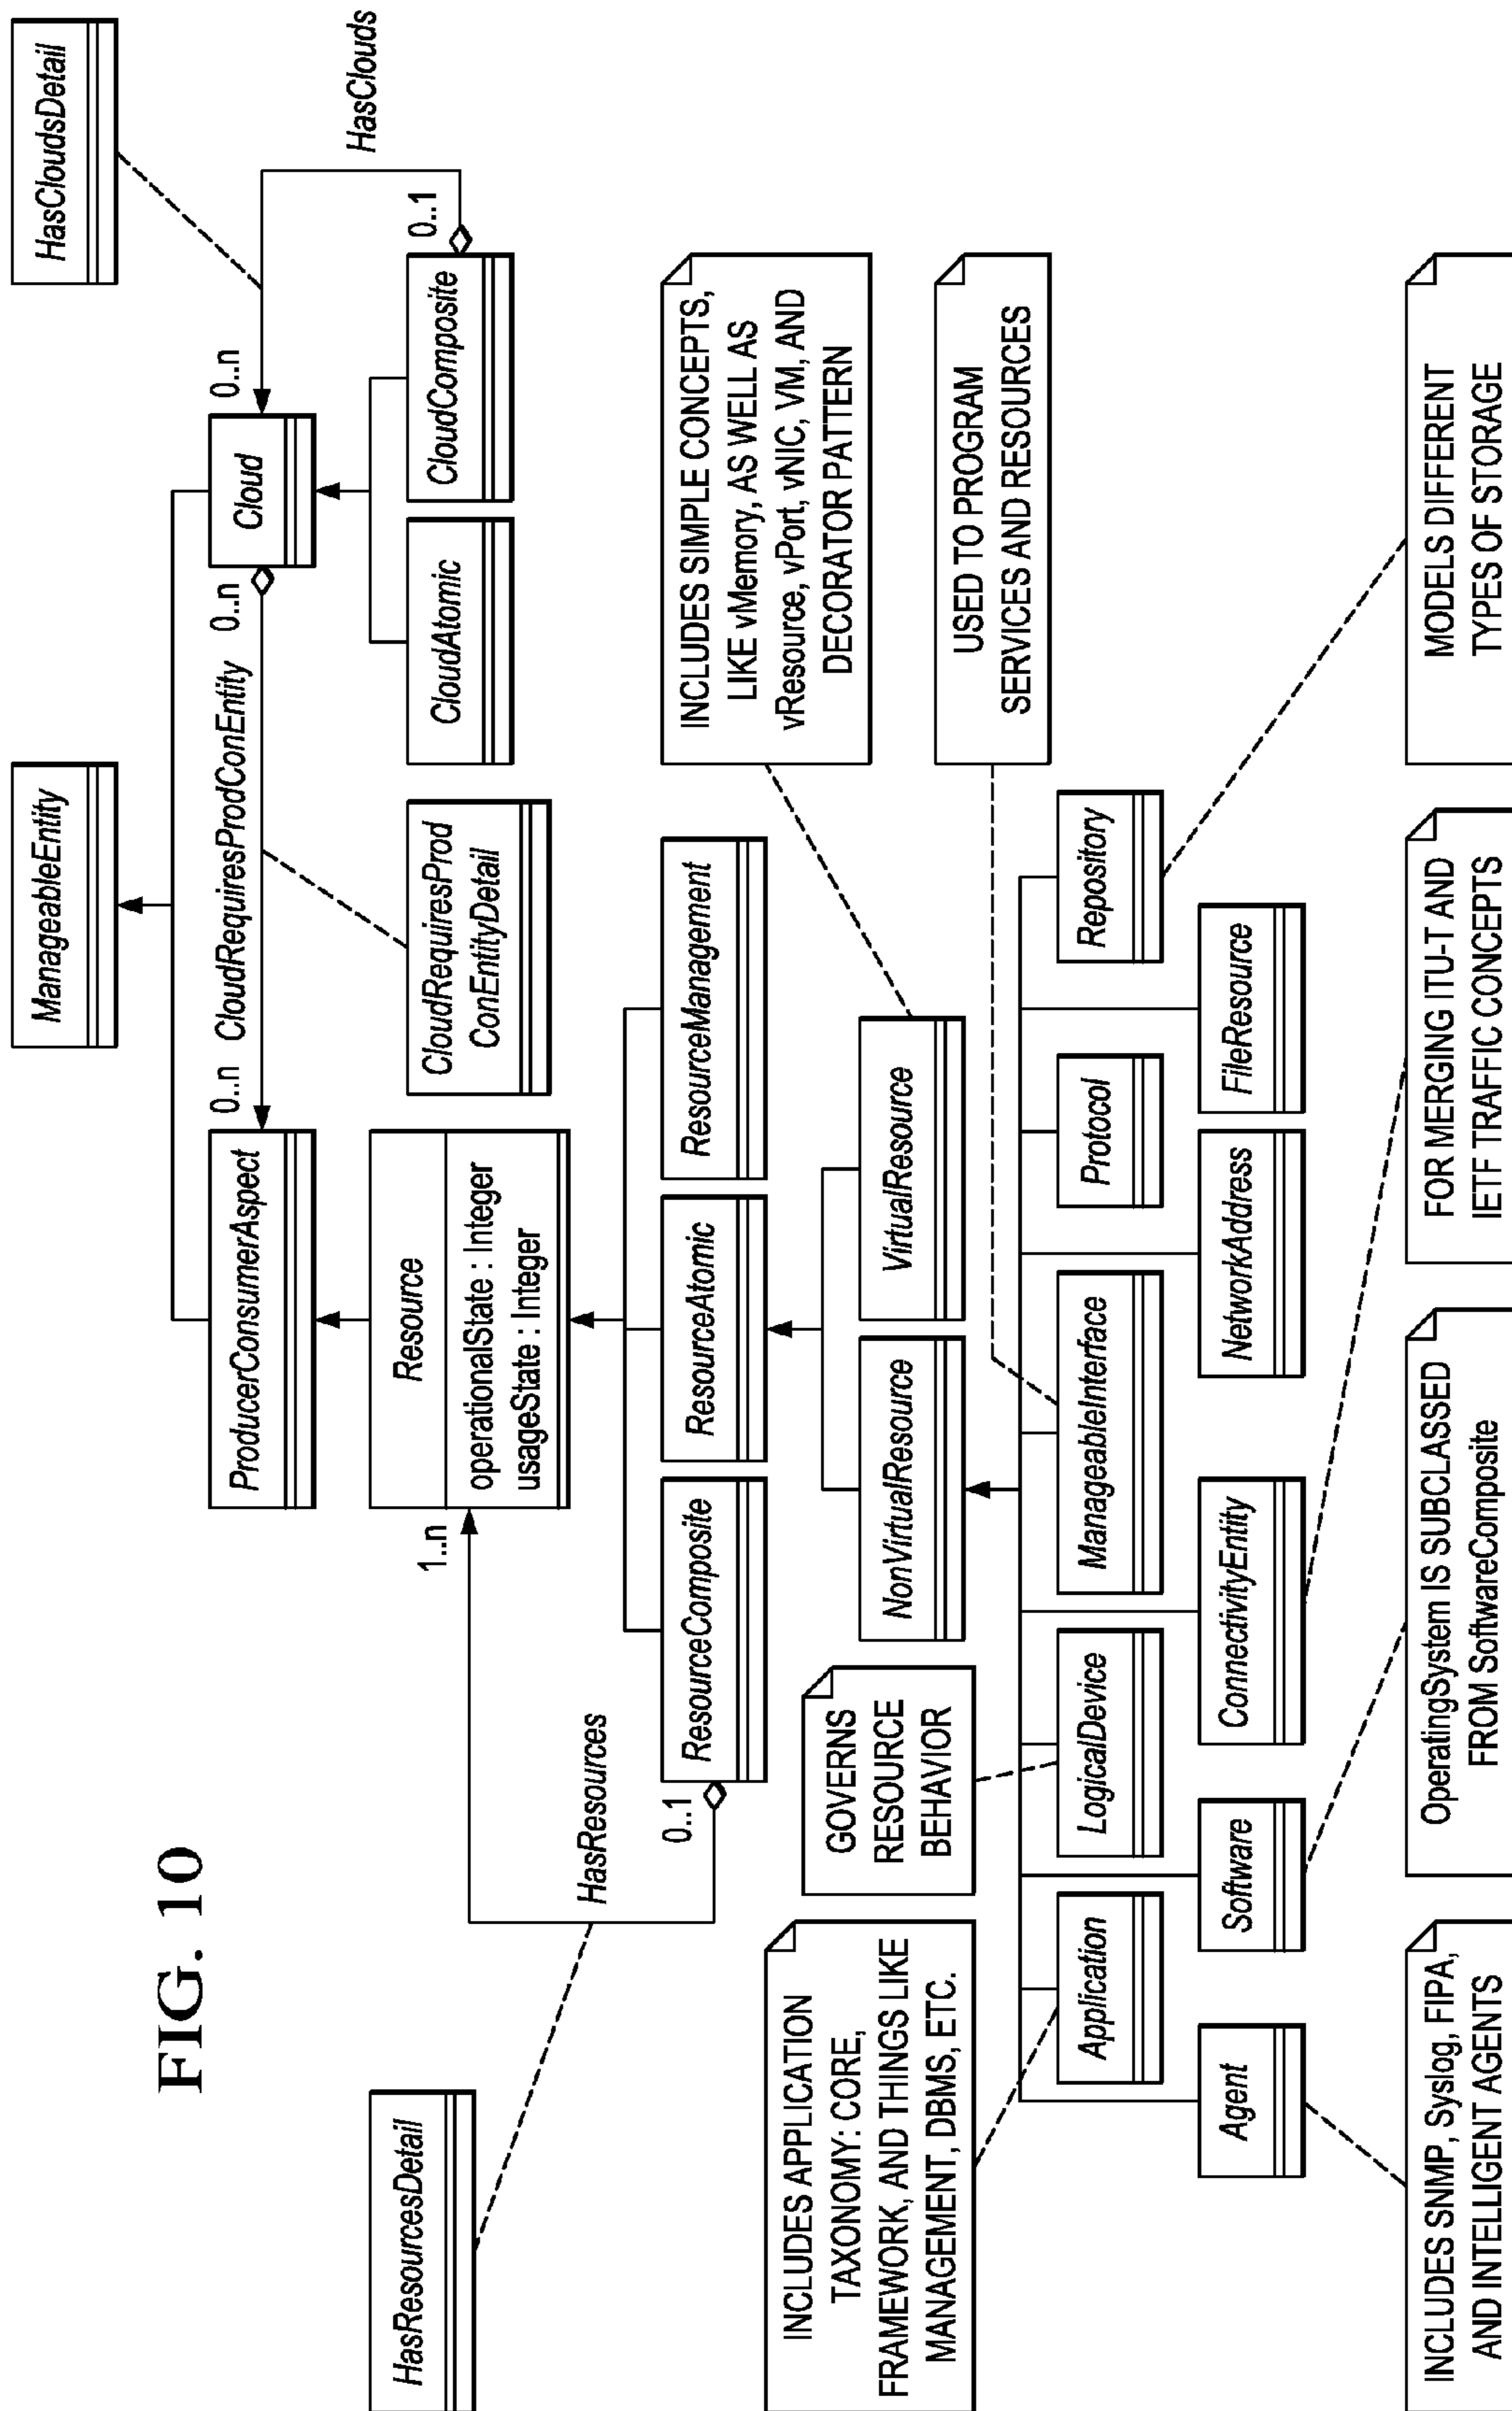 FIG. 10
ManageableEntity
HasCloudsDetail
ProducerConsumerAspect
0..n
CloudRequiresProdConEntity
0..n
Cloud
0..n
HasClouds
HasResourcesDetail
1..n
Resource
operationalState : Integer
usageState : Integer
CloudRequiresProd
ConEntityDetail
CloudAtomic
CloudComposite
0..1
HasResources
0..1
ResourceComposite
ResourceAtomic
ResourceManagement
INCLUDES SIMPLE CONCEPTS,
LIKE vMemory, AS WELL AS
vResource, vPort, vNIC, VM, AND
DECORATOR PATTERN
INCLUDES APPLICATION
TAXONOMY: CORE,
FRAMEWORK, AND THINGS LIKE
MANAGEMENT, DBMS, ETC.
GOVERNS
RESOURCE
BEHAVIOR
NonVirtualResource
VirtualResource
USED TO PROGRAM
SERVICES AND RESOURCES
Application
LogicalDevice
ManageableInterface
Protocol
Repository
Agent
Software
ConnectivityEntity
NetworkAddress
FileResource
INCLUDES SNMP, Syslog, FIPA,
AND INTELLIGENT AGENTS
OperatingSystem IS SUBCLASSED
FROM SoftwareComposite
FOR MERGING ITU-T AND
IETF TRAFFIC CONCEPTS
MODELS DIFFERENT
TYPES OF STORAGE